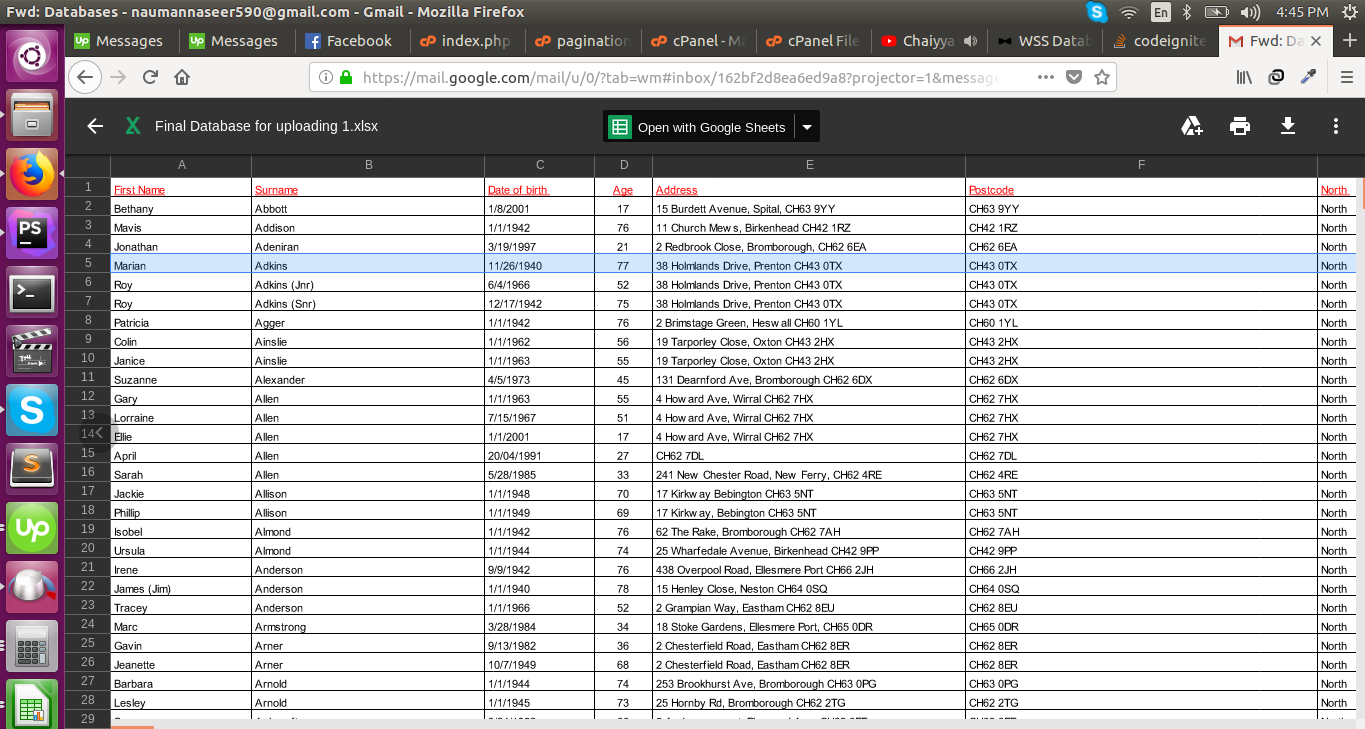 Fwd: Databases - naumannaseer590@gmail.com - Gmail - Mozilla Firefox En 4:45 PM
Up Messages Up Messages Facebook cP index.php cP pagination cP cPanel - Ma cP cPanel File Chaiyya WSS Datab codeignite Fwd: Da
https://mail.google.com/mail/u/0/?tab=wm#inbox/162bf2d8ea6ed9a8?projector=1&messag
X Final Database for uploading 1.xlsx Open with Google Sheets
A B C D E F
1 First Name Surname Date of birth Age Address Postcode North
2 Bethany Abbott 1/8/2001 17 15 Burdett Avenue, Spital, CH63 9YY CH63 9YY North
3 Mavis Addison 1/1/1942 76 11 Church Mews, Birkenhead CH42 1RZ CH42 1RZ North
4 Jonathan Adeniran 3/19/1997 21 2 Redbrook Close, Bromborough, CH62 6EA CH62 6EA North
5 Marian Adkins 11/26/1940 77 38 Holmlands Drive, Prenton CH43 0TX CH43 0TX North
6 Roy Adkins (Jnr) 6/4/1966 52 38 Holmlands Drive, Prenton CH43 0TX CH43 0TX North
7 Roy Adkins (Snr) 12/17/1942 75 38 Holmlands Drive, Prenton CH43 0TX CH43 0TX North
8 Patricia Agger 1/1/1942 76 2 Brimstage Green, Heswall CH60 1YL CH60 1YL North
9 Colin Ainslie 1/1/1962 56 19 Tarporley Close, Oxton CH43 2HX CH43 2HX North
10 Janice Ainslie 1/1/1963 55 19 Tarporley Close, Oxton CH43 2HX CH43 2HX North
11 Suzanne Alexander 4/5/1973 45 131 Dearnford Ave, Bromborough CH62 6DX CH62 6DX North
12 Gary Allen 1/1/1963 55 4 Howard Ave, Wirral CH62 7HX CH62 7HX North
13 Lorraine Allen 7/15/1967 51 4 Howard Ave, Wirral CH62 7HX CH62 7HX North
14 Ellie Allen 1/1/2001 17 4 Howard Ave, Wirral CH62 7HX CH62 7HX North
15 April Allen 20/04/1991 27 CH62 7DL CH62 7DL North
16 Sarah Allen 5/28/1985 33 241 New Chester Road, New Ferry, CH62 4RE CH62 4RE North
17 Jackie Allison 1/1/1948 70 17 Kirkway Bebington CH63 5NT CH63 5NT North
18 Phillip Allison 1/1/1949 69 17 Kirkway, Bebington CH63 5NT CH63 5NT North
19 Isobel Almond 1/1/1942 76 62 The Rake, Bromborough CH62 7AH CH62 7AH North
20 Ursula Almond 1/1/1944 74 25 Wharfedale Avenue, Birkenhead CH42 9PP CH42 9PP North
21 Irene Anderson 9/9/1942 76 438 Overpool Road, Ellesmere Port CH66 2JH CH66 2JH North
22 James (Jim) Anderson 1/1/1940 78 15 Henley Close, Neston CH64 0SQ CH64 0SQ North
23 Tracey Anderson 1/1/1966 52 2 Grampian Way, Eastham CH62 8EU CH62 8EU North
24 Marc Armstrong 3/28/1984 34 18 Stoke Gardens, Ellesmere Port, CH65 0DR CH65 0DR North
25 Gavin Arner 9/13/1982 36 2 Chesterfield Road, Eastham CH62 8ER CH62 8ER North
26 Jeanette Arner 10/7/1949 68 2 Chesterfield Road, Eastham CH62 8ER CH62 8ER North
27 Barbara Arnold 1/1/1944 74 253 Brookhurst Ave, Bromborough CH63 0PG CH63 0PG North
28 Lesley Arnold 1/1/1945 73 25 Hornby Rd, Bromborough CH62 2TG CH62 2TG North
29
PS
S
S
Up